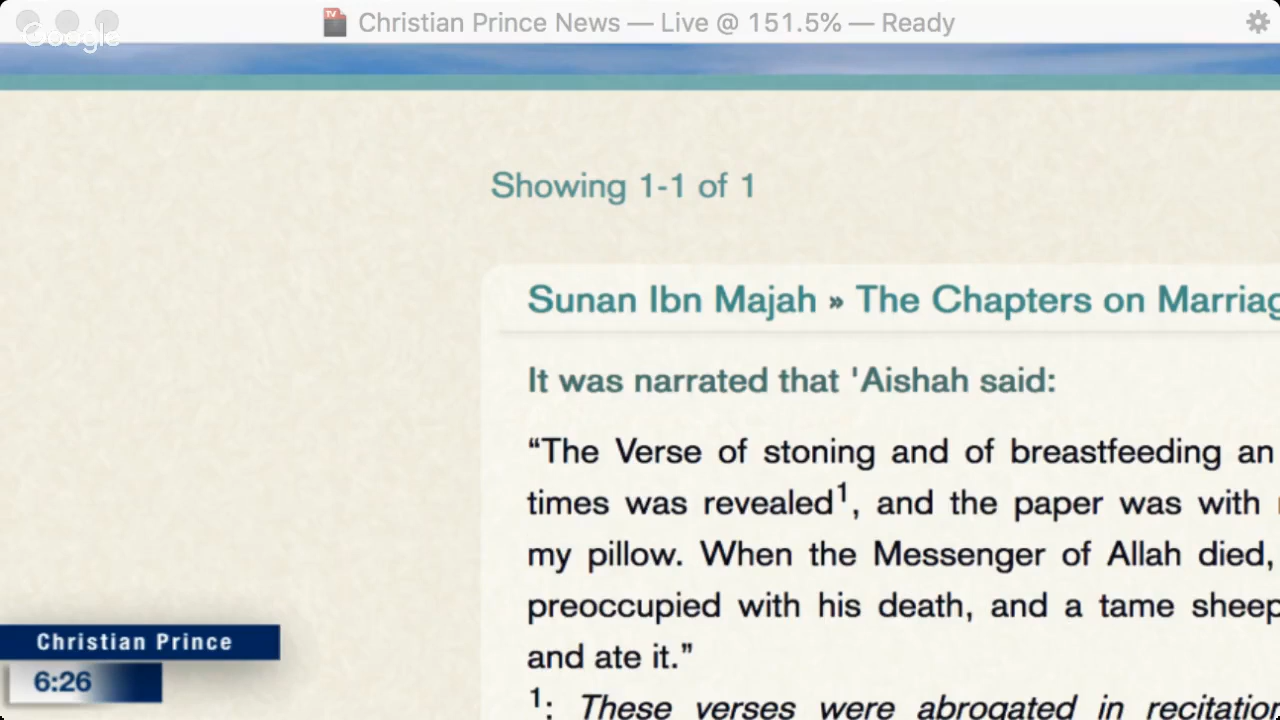 Christian Prince News — Live @ 151.5% — Ready
Google
Showing 1-1 of 1
Sunan Ibn Majah » The Chapters on
It was narrated that 'Aishah said:
“The Verse of stoning and of breastfeeding
times was revealed¹, and the paper was with
my pillow. When the Messenger of Allah died,
preoccupied with his death, and a tame sheep
and ate it.”
¹: These verses were abrogated in
Christian Prince
6:26